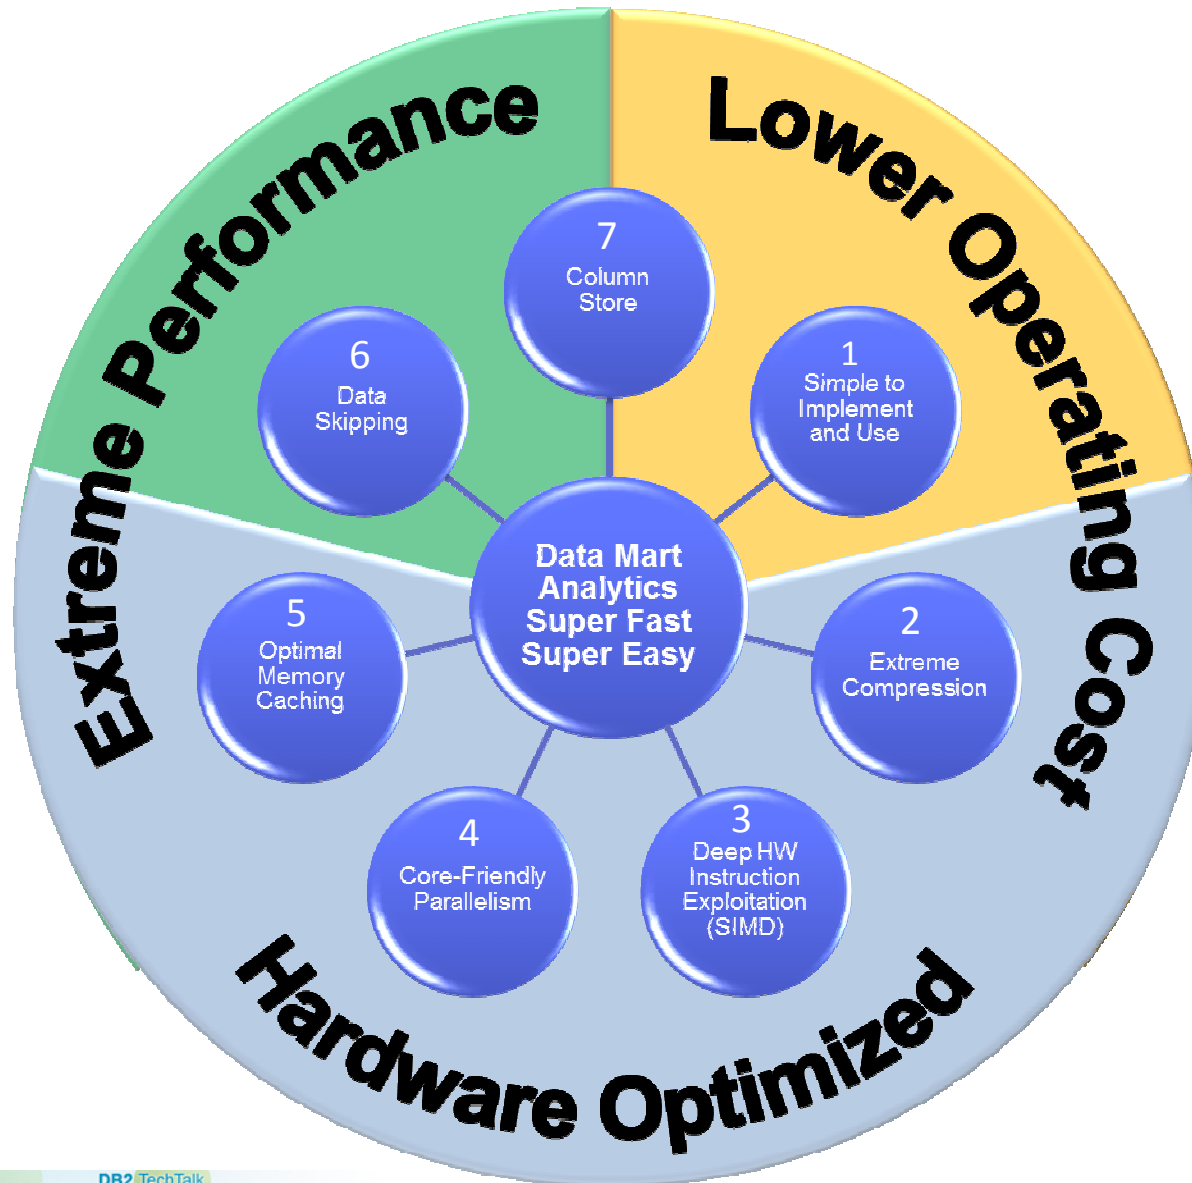 Extreme Performance
Lower Operating Cost
7
Column
Store
1
Simple to
Implement
and Use
6
Data
Skipping
Data Mart
Analytics
Super Fast
Super Easy
2
Extreme
Compression
5
Optimal
Memory
Caching
3
Deep HW
Instruction
Exploitation
(SIMD)
4
Core-Friendly
Parallelism
Hardware Optimized
DB2 TechTalk